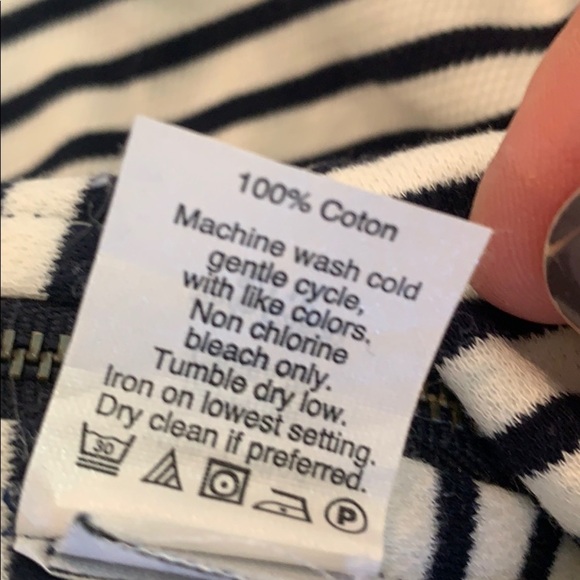 100% Coton
Machine wash cold
gentle cycle,
with like colors.
Non chlorine
bleach only.
Tumble dry low.
Iron on lowest setting.
Dry clean if preferred.
30 P